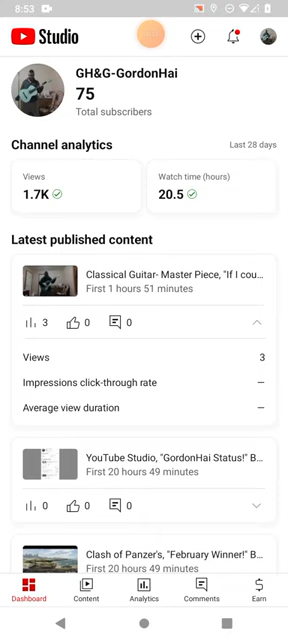 8:53
Studio
GH&G-GordonHai
75
Total subscribers
Channel analytics
Last 28 days
Views
1.7K
Watch time (hours)
20.5
Latest published content
Classical Guitar- Master Piece, "If I cou...
First 1 hours 51 minutes
3 0 0
Views 3
Impressions click-through rate —
Average view duration —
YouTube Studio, "GordonHai Status!" B...
First 20 hours 49 minutes
0 0 0
Clash of Panzer's, "February Winner!" B...
First 20 hours 49 minutes
Dashboard Content Analytics Comments Earn